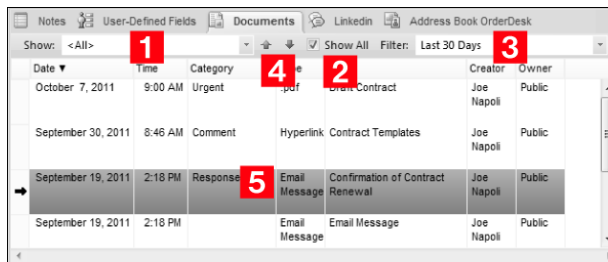 Notes User-Defined Fields Documents Linkedin Address Book OrderDesk
Show: <All> 1 4 2 Show All Filter: Last 30 Days 3
Date ▼ Time Category Creator Owner
October 7, 2011 9:00 AM Urgent .pdf Draft Contract Joe Public
Napoli
September 30, 2011 8:46 AM Comment Hyperlink Contract Templates Joe Public
Napoli
September 19, 2011 2:18 PM Response 5 Email Confirmation of Contract Joe Public
Message Renewal Napoli
September 19, 2011 2:18 PM Email Email Message Joe Public
Message Napoli